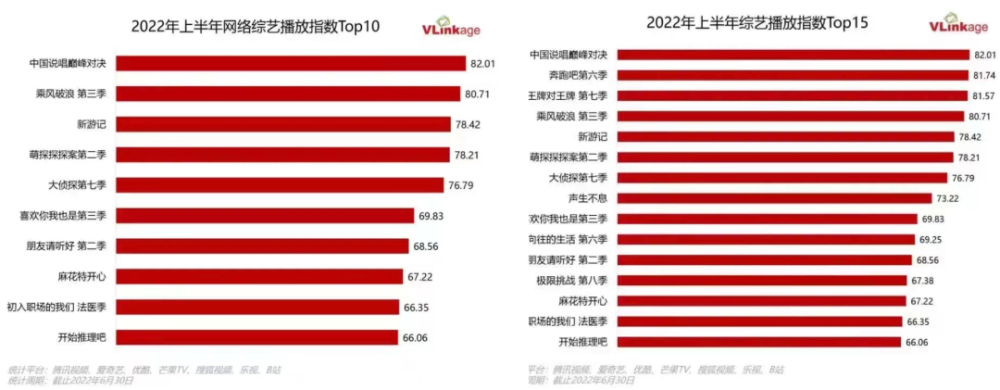 2022年上半年网络综艺播放指数Top10
VLinkage
中国说唱巅峰对决 82.01
乘风破浪 第三季 80.71
新游记 78.42
萌探探探案第二季 78.21
大侦探第七季 76.79
喜欢你我也是第三季 69.83
朋友请听好 第二季 68.56
麻花特开心 67.22
初入职场的我们 法医季 66.35
开始推理吧 66.06
统计平台：腾讯视频、爱奇艺、优酷、芒果TV、搜狐视频、乐视、B站
统计周期：截止2022年6月30日
2022年上半年综艺播放指数Top15
VLinkage
中国说唱巅峰对决 82.01
奔跑吧第六季 81.74
王牌对王牌 第七季 81.57
乘风破浪 第三季 80.71
新游记 78.42
萌探探探案第二季 78.21
大侦探第七季 76.79
声生不息 73.22
欢你我也是第三季 69.83
向往的生活 第六季 69.25
朋友请听好 第二季 68.56
极限挑战 第八季 67.38
麻花特开心 67.22
职场的我们 法医季 66.35
开始推理吧 66.06
平台：腾讯视频、爱奇艺、优酷、芒果TV、搜狐视频、乐视、B站
周期：截止2022年6月30日